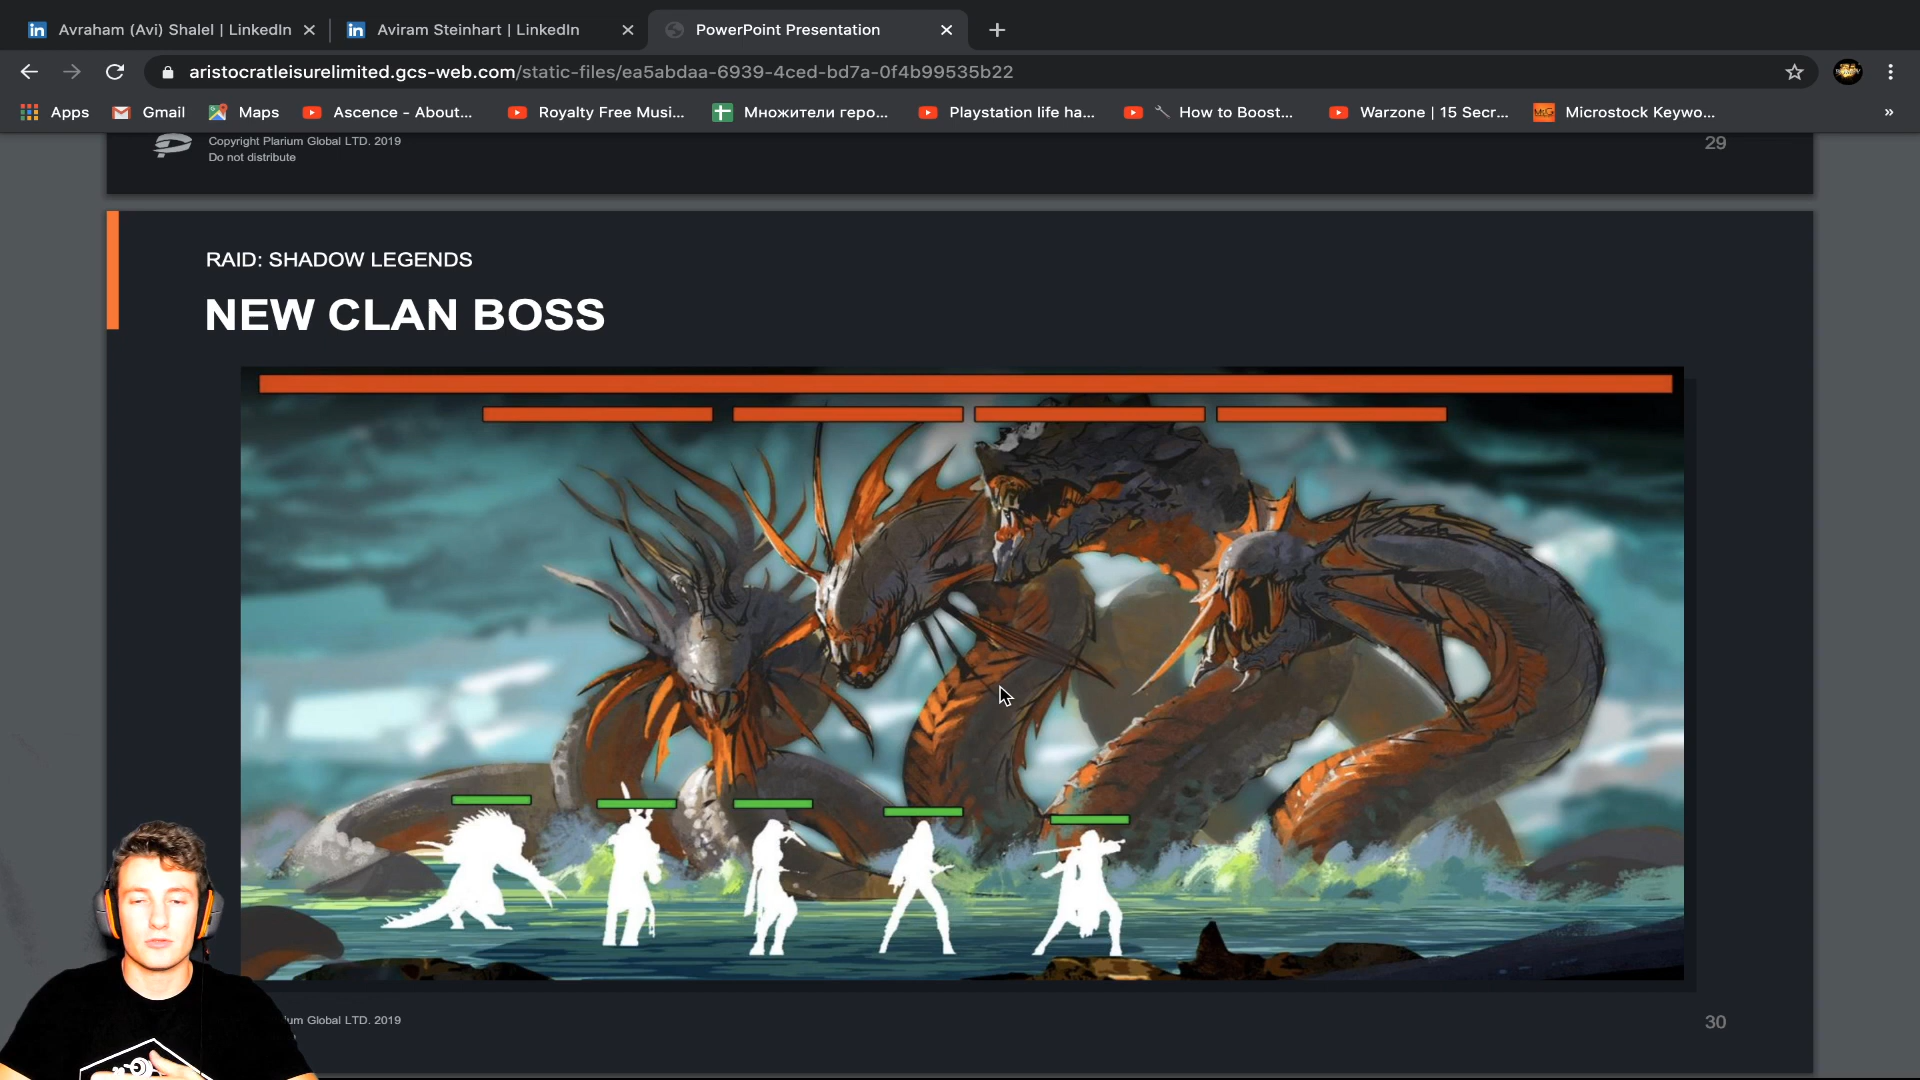 Avraham (Avi) Shalel | LinkedIn
Aviram Steinhart | LinkedIn
PowerPoint Presentation
aristocratleisurelimited.gcs-web.com/static-files/ea5abdaa-6939-4ced-bd7a-0f4b99535b22
Apps
Gmail
Maps
Ascence - About...
Royalty Free Musi...
Множители геро...
Playstation life ha...
How to Boost...
Warzone | 15 Secr...
Microstock Keywo...
»
Copyright Plarium Global LTD. 2019
Do not distribute
29
RAID: SHADOW LEGENDS
NEW CLAN BOSS
ium Global LTD. 2019
30